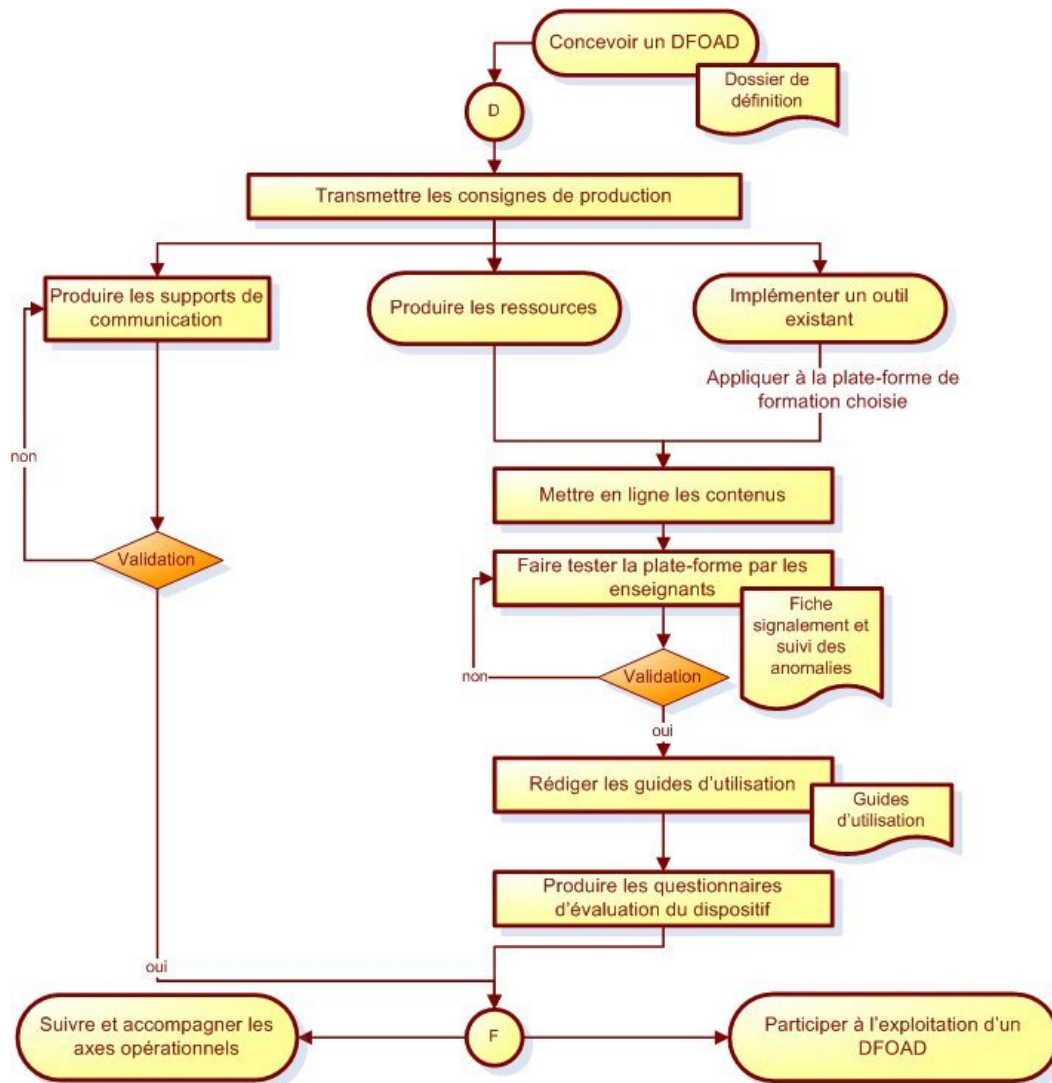 Concevoir un DFOAD
Dossier de
définition
D
Transmettre les consignes de production
Produire les supports de
communication
Produire les ressources
Implémenter un outil
existant
Appliquer à la plate-forme de
formation choisie
non
Mettre en ligne les contenus
Validation
Faire tester la plate-forme par les
enseignants
Fiche
signalement et
suivi des
anomalies
non
Validation
oui
Rédiger les guides d'utilisation
Guides
d'utilisation
Produire les questionnaires
d'évaluation du dispositif
oui
Suivre et accompagner les
axes opérationnels
F
Participer à l'exploitation d'un
DFOAD